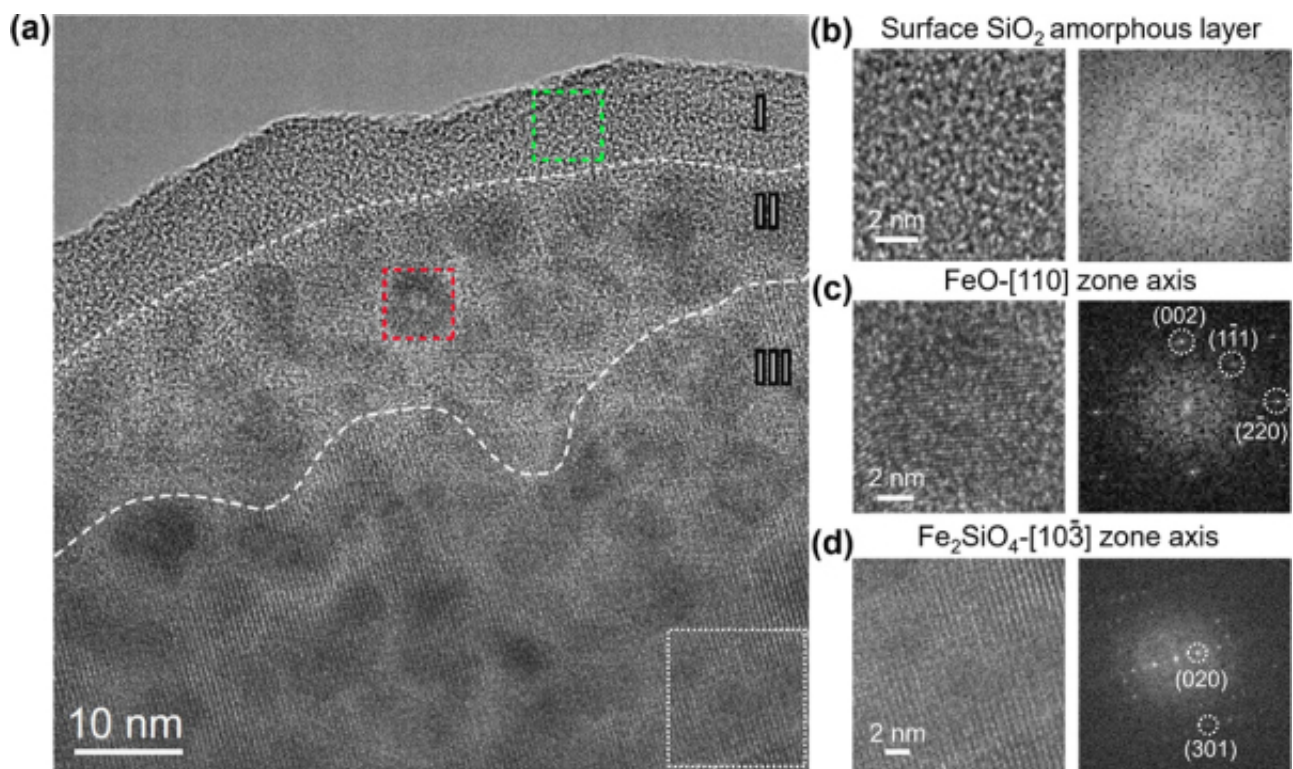 (a)
I
II
III
10 nm
(b)
Surface SiO₂ amorphous layer
2 nm
(c)
FeO-[110] zone axis
2 nm
(002)
(11̄1)
(22̄0)
(d)
Fe₂SiO₄-[103̄] zone axis
2 nm
(020)
(301)